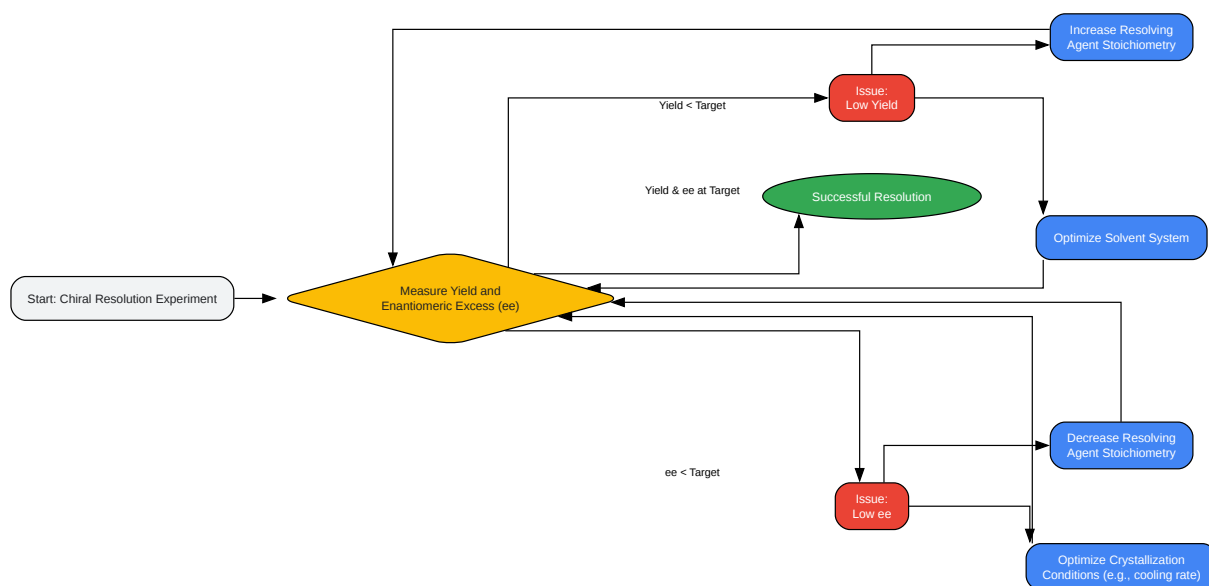 Increase Resolving
Agent Stoichiometry
Issue:
Low Yield
Yield < Target
Yield & ee at Target
Successful Resolution
Optimize Solvent System
Start: Chiral Resolution Experiment
Measure Yield and
Enantiomeric Excess (ee)
Decrease Resolving
Agent Stoichiometry
ee < Target
Issue:
Low ee
Optimize Crystallization
Conditions (e.g., cooling rate)